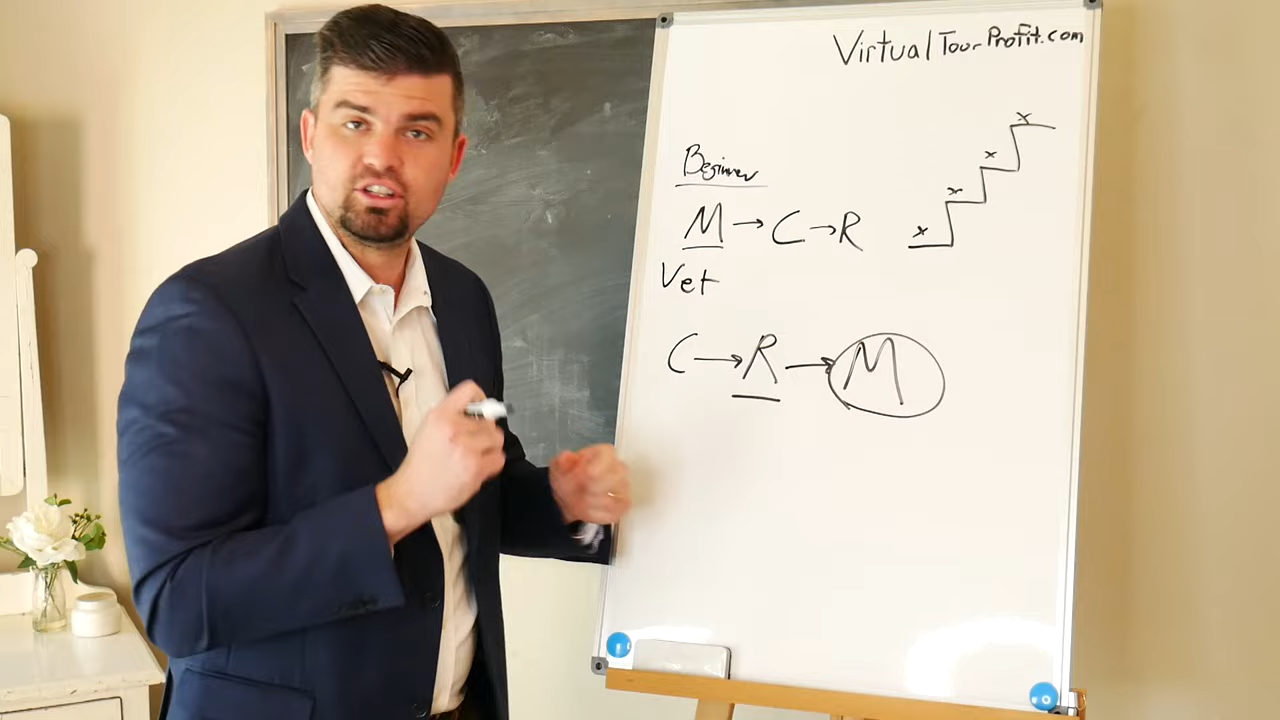 VirtualTourProfit.com
Beginner
M → C → R
x x x x
Vet
C → R → M